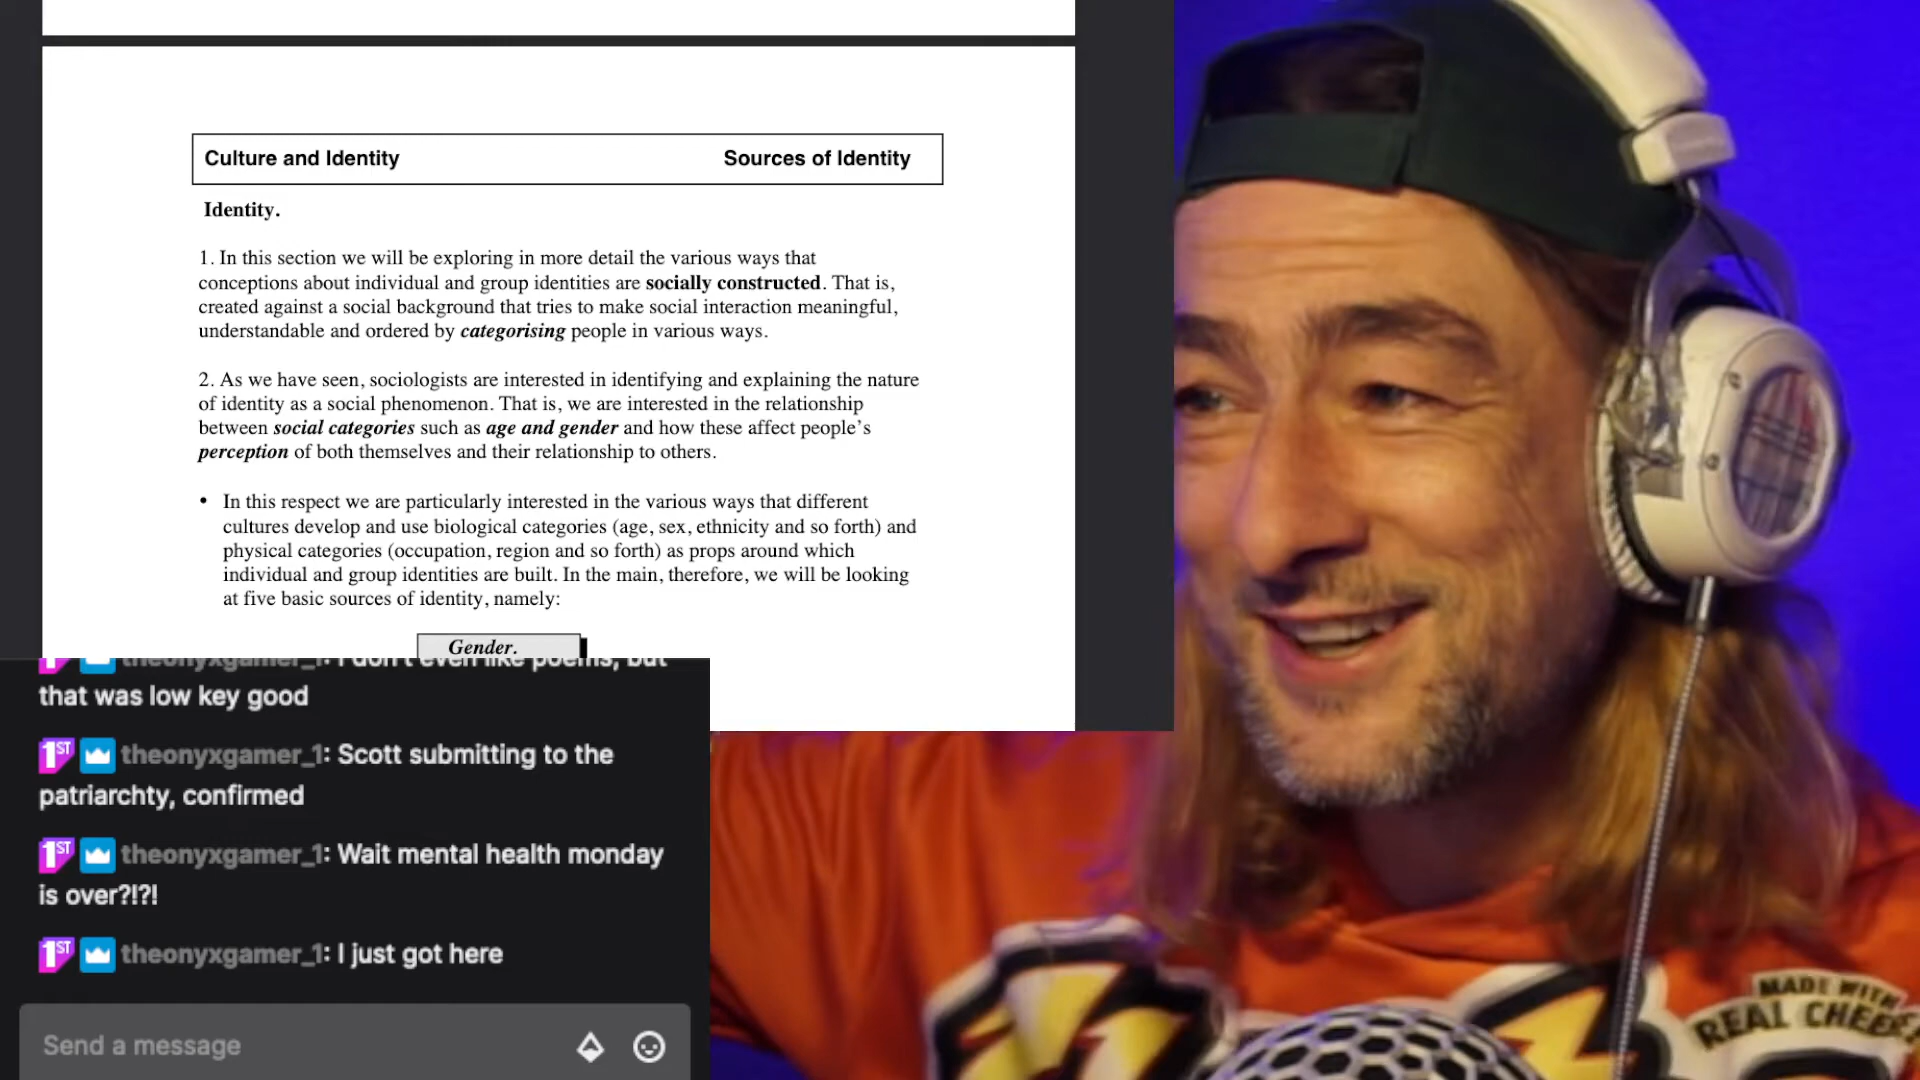 Culture and Identity
Sources of Identity
Identity.
1. In this section we will be exploring in more detail the various ways that
conceptions about individual and group identities are socially constructed. That is,
created against a social background that tries to make social interaction meaningful,
understandable and ordered by categorising people in various ways.
2. As we have seen, sociologists are interested in identifying and explaining the nature
of identity as a social phenomenon. That is, we are interested in the relationship
between social categories such as age and gender and how these affect people's
perception of both themselves and their relationship to others.
• In this respect we are particularly interested in the various ways that different
cultures develop and use biological categories (age, sex, ethnicity and so forth) and
physical categories (occupation, region and so forth) as props around which
individual and group identities are built. In the main, therefore, we will be looking
at five basic sources of identity, namely:
Gender.
theonyxgamer_1: I don't even like poems, but
that was low key good
1ST theonyxgamer_1: Scott submitting to the
patriarchty, confirmed
1ST theonyxgamer_1: Wait mental health monday
is over?!?!
1ST theonyxgamer_1: I just got here
Send a message
MADE WITH
REAL CHEE